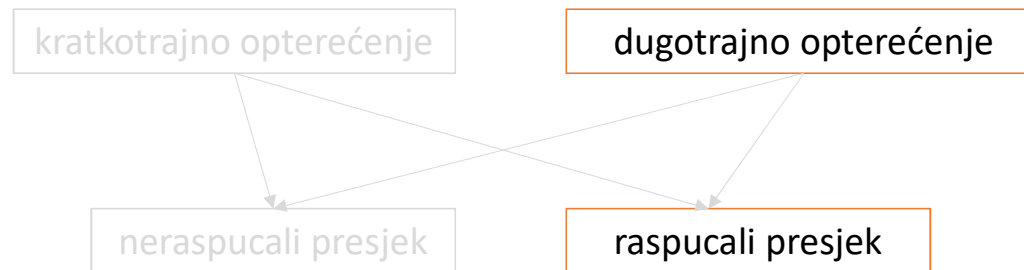 kratkotrajno opterećenje
dugotrajno opterećenje
neraspucali presjek
raspucali presjek